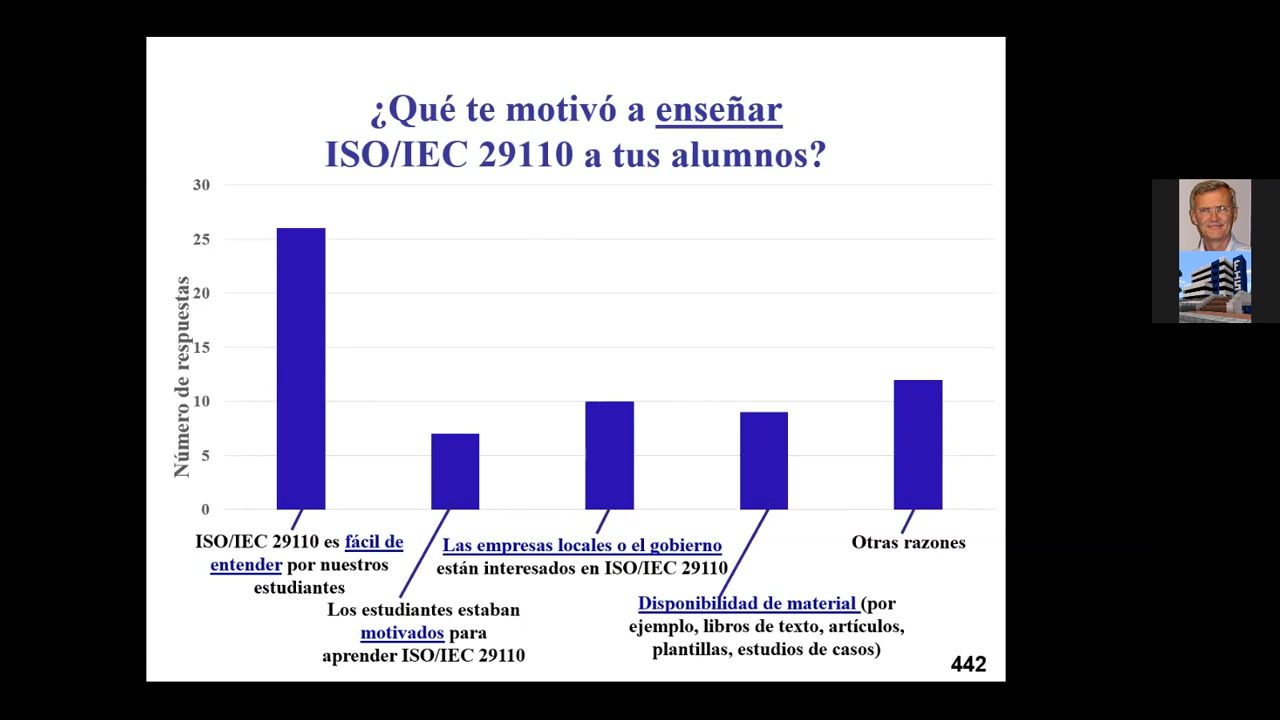 ¿Qué te motivó a enseñar
ISO/IEC 29110 a tus alumnos?
Número de respuestas
30
25
20
15
10
5
0
ISO/IEC 29110 es fácil de
entender por nuestros
estudiantes
Los estudiantes estaban
motivados para
aprender ISO/IEC 29110
Las empresas locales o el gobierno
están interesados en ISO/IEC 29110
Disponibilidad de material (por
ejemplo, libros de texto, artículos,
plantillas, estudios de casos)
Otras razones
442
FIS